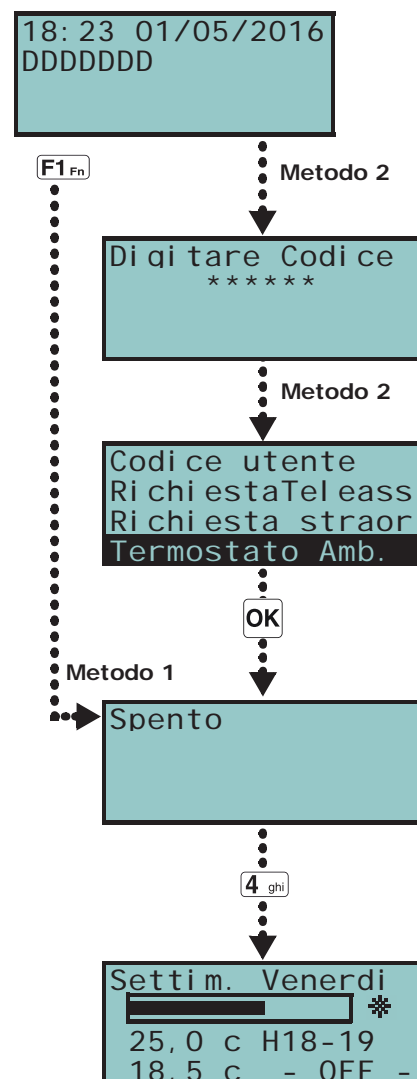 18:23 01/05/2016
DDDDDDD
F1 Fn
Metodo 2
Digitare Codice
******
Metodo 2
Codice utente
RichiestaTeleass
Richiesta straor
Termostato Amb.
OK
Metodo 1
Spento
4 ghi
Settim. Venerdi
25,0 c H18-19
18,5 c - OFF -